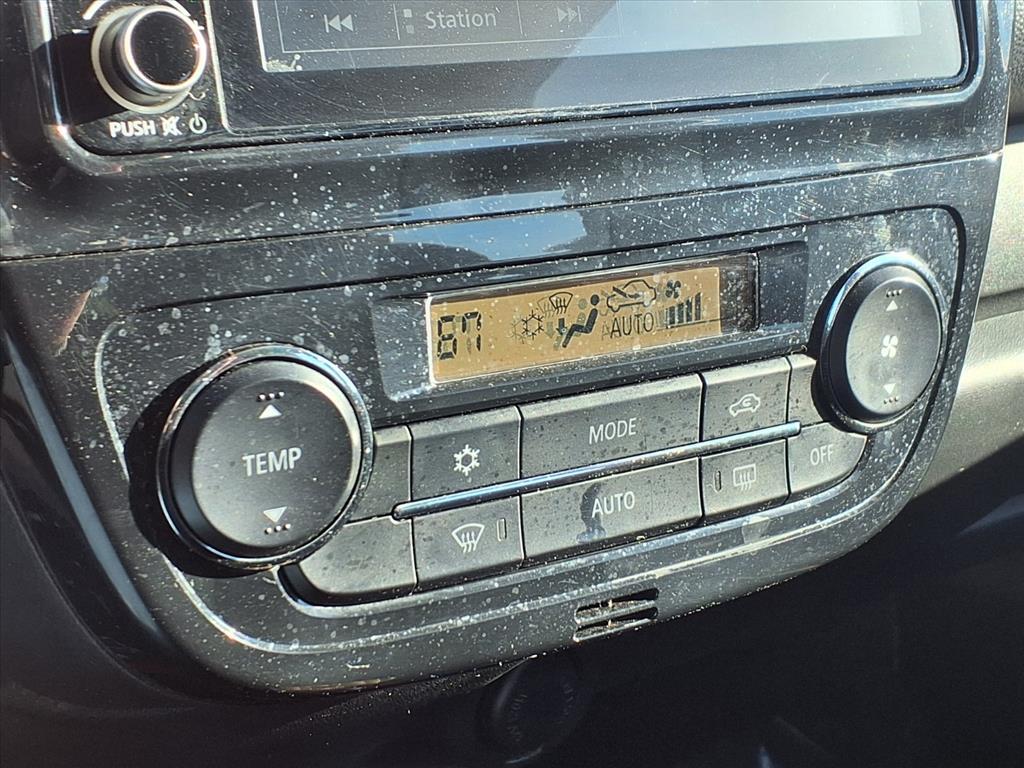 Station
PUSH
67
AUTO
TEMP
MODE
AUTO
OFF